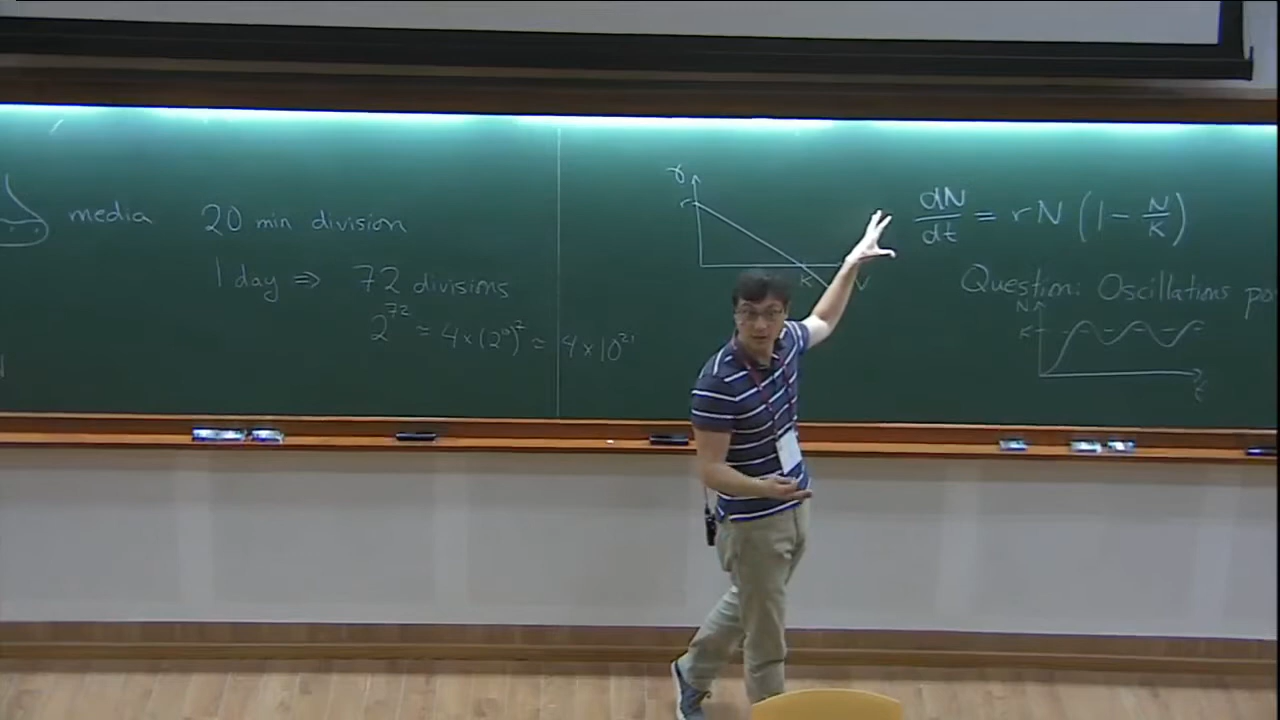 media 20 min division
1 day ⇒ 72 divisions
2^72 ≈ 4×(2^10)^7 ≈ 4×10^21
γ
r
K
N
dN/dt = rN (1 - N/K)
Question: Oscillations po
N
K
t